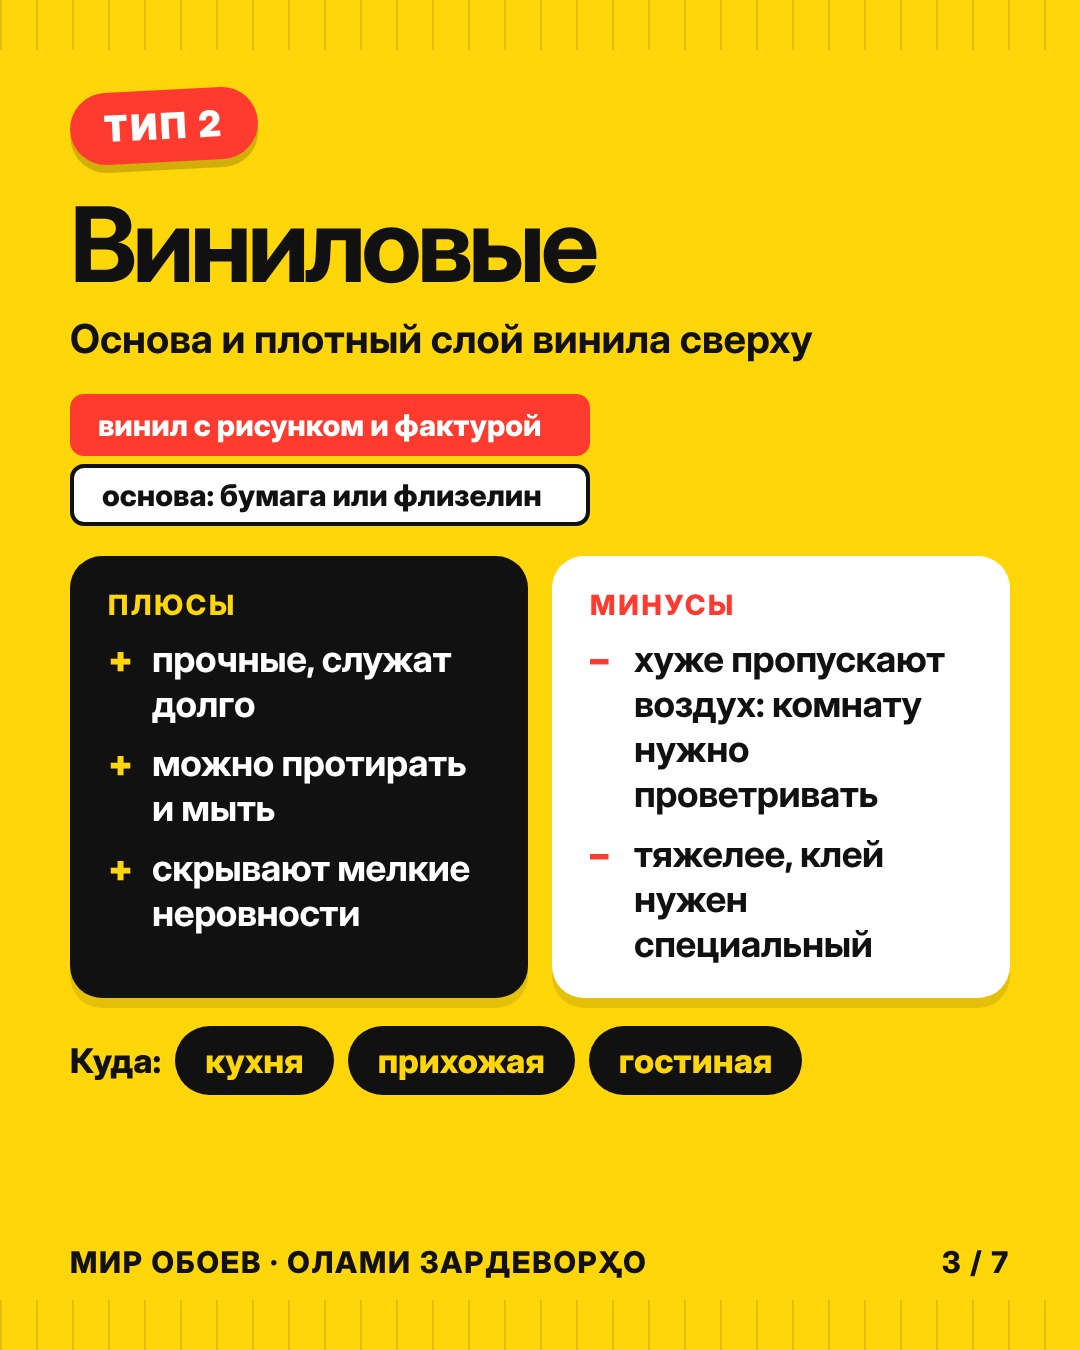 ТИП 2
Виниловые
Основа и плотный слой винила сверху
винил с рисунком и фактурой
основа: бумага или флизелин
ПЛЮСЫ
+ прочные, служат
долго
+ можно протирать
и мыть
+ скрывают мелкие
неровности
МИНУСЫ
– хуже пропускают
воздух: комнату
нужно
проветривать
– тяжелее, клей
нужен
специальный
Куда: кухня прихожая гостиная
МИР ОБОЕВ · ОЛАМИ ЗАРДЕВОРҲО
3 / 7